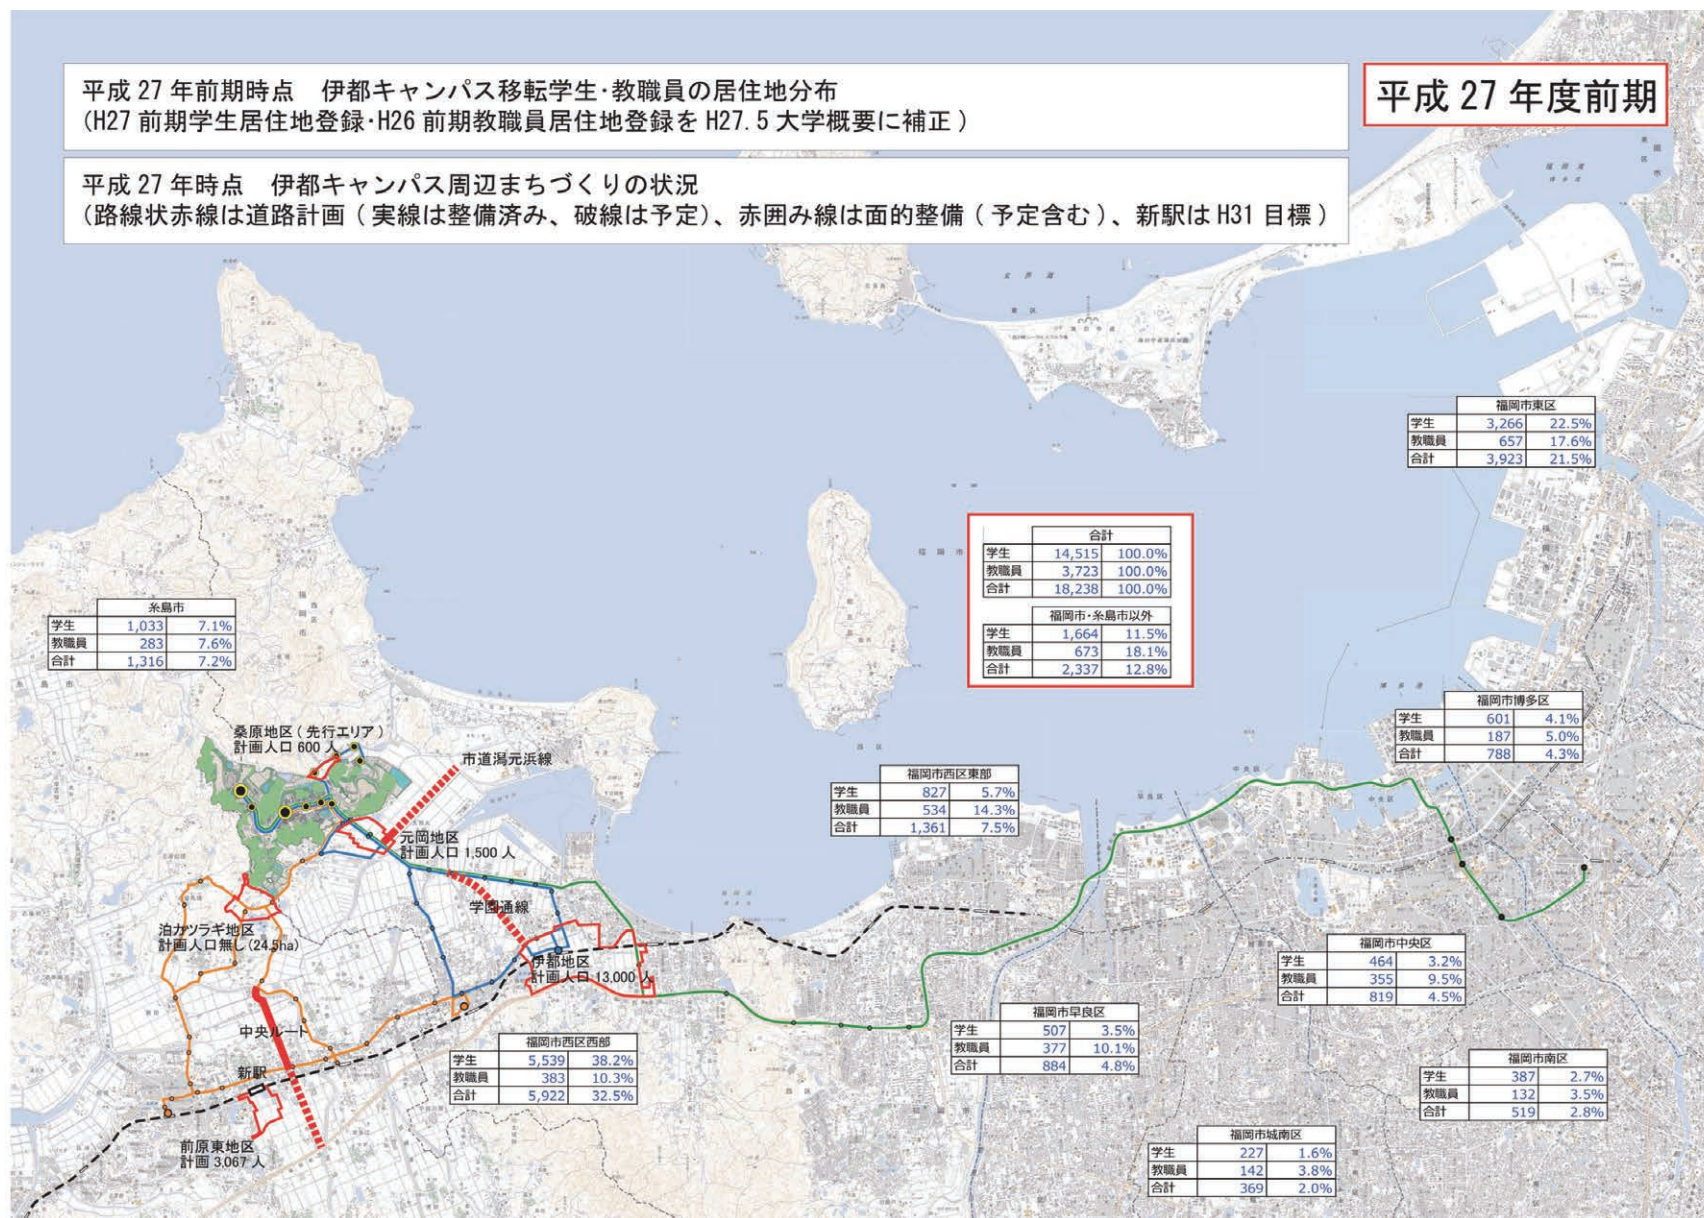 平成 27 年前期時点　伊都キャンパス移転学生･教職員の居住地分布
(H27 前期学生居住地登録･H26 前期教職員居住地登録を H27.5 大学概要に補正 )
平成 27 年度前期
平成 27 年時点　伊都キャンパス周辺まちづくりの状況
(路線状赤線は道路計画 ( 実線は整備済み、破線は予定)、赤囲み線は面的整備 ( 予定含む )、新駅は H31 目標 )
福岡市東区
学生 3,266 22.5%
教職員 657 17.6%
合計 3,923 21.5%
合計
学生 14,515 100.0%
教職員 3,723 100.0%
合計 18,238 100.0%
福岡市･糸島市以外
学生 1,664 11.5%
教職員 673 18.1%
合計 2,337 12.8%
糸島市
学生 1,033 7.1%
教職員 283 7.6%
合計 1,316 7.2%
福岡市博多区
学生 601 4.1%
教職員 187 5.0%
合計 788 4.3%
桑原地区 ( 先行エリア )
計画人口 600 人
市道潟元浜線
福岡市西区東部
学生 827 5.7%
教職員 534 14.3%
合計 1,361 7.5%
元岡地区
計画人口 1,500 人
学園通線
泊カツラギ地区
計画人口無し (24.5ha)
伊都地区
計画人口 13,000 人
福岡市中央区
学生 464 3.2%
教職員 355 9.5%
合計 819 4.5%
中央ルート
福岡市早良区
学生 507 3.5%
教職員 377 10.1%
合計 884 4.8%
福岡市西区西部
学生 5,539 38.2%
教職員 383 10.3%
合計 5,922 32.5%
新駅
福岡市南区
学生 387 2.7%
教職員 132 3.5%
合計 519 2.8%
前原東地区
計画 3,067 人
福岡市城南区
学生 227 1.6%
教職員 142 3.8%
合計 369 2.0%